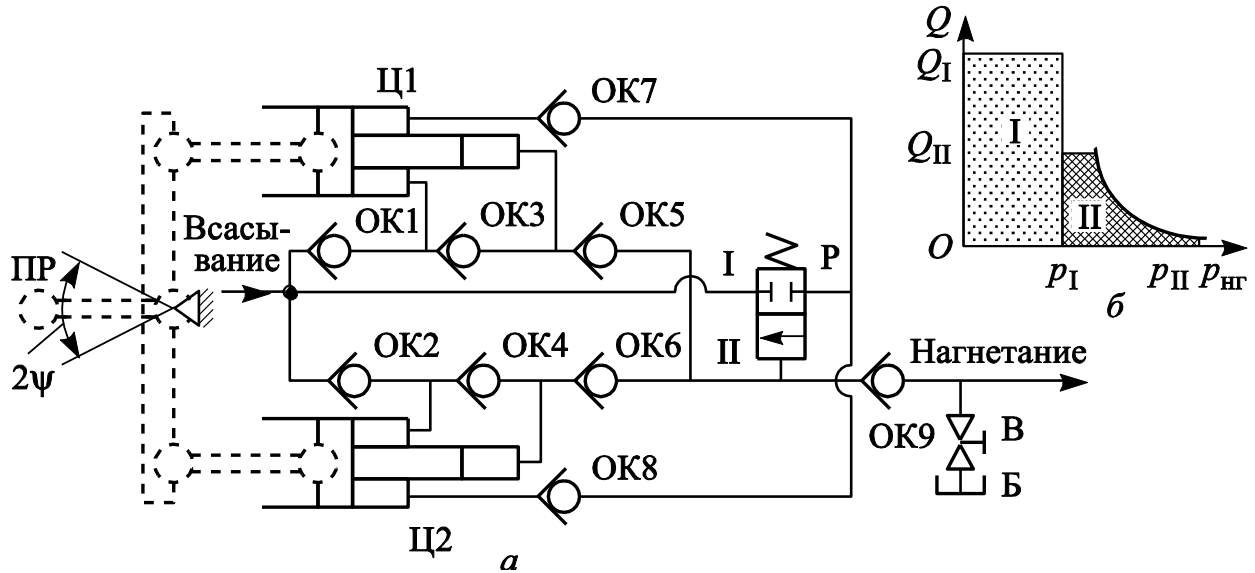 Ц1
ОК7
Q
Q_I
I
Q_II
II
O
p_I
p_II
p_нг
б
ОК1
ОК3
ОК5
Всасы-
вание
ПР
I
Р
ОК2
ОК4
ОК6
II
Нагнетание
2ψ
ОК9
В
Б
ОК8
Ц2
а